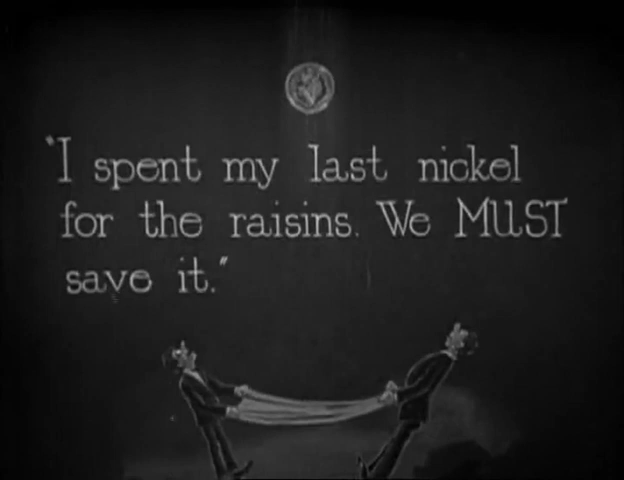 "I spent my last nickel
for the raisins. We MUST
save it."